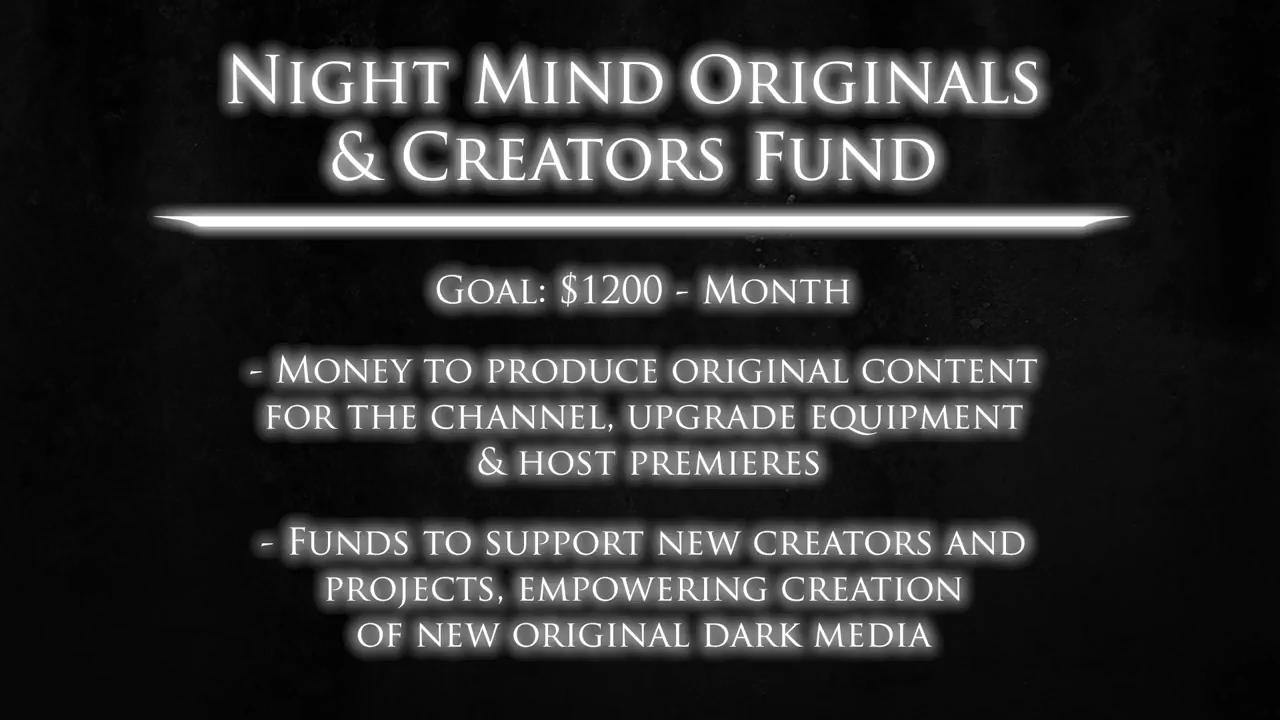 Night Mind Originals
& Creators Fund
Goal: $1200 - Month
- Money to produce original content
for the channel, upgrade equipment
& host premieres
- Funds to support new creators and
projects, empowering creation
of new original dark media